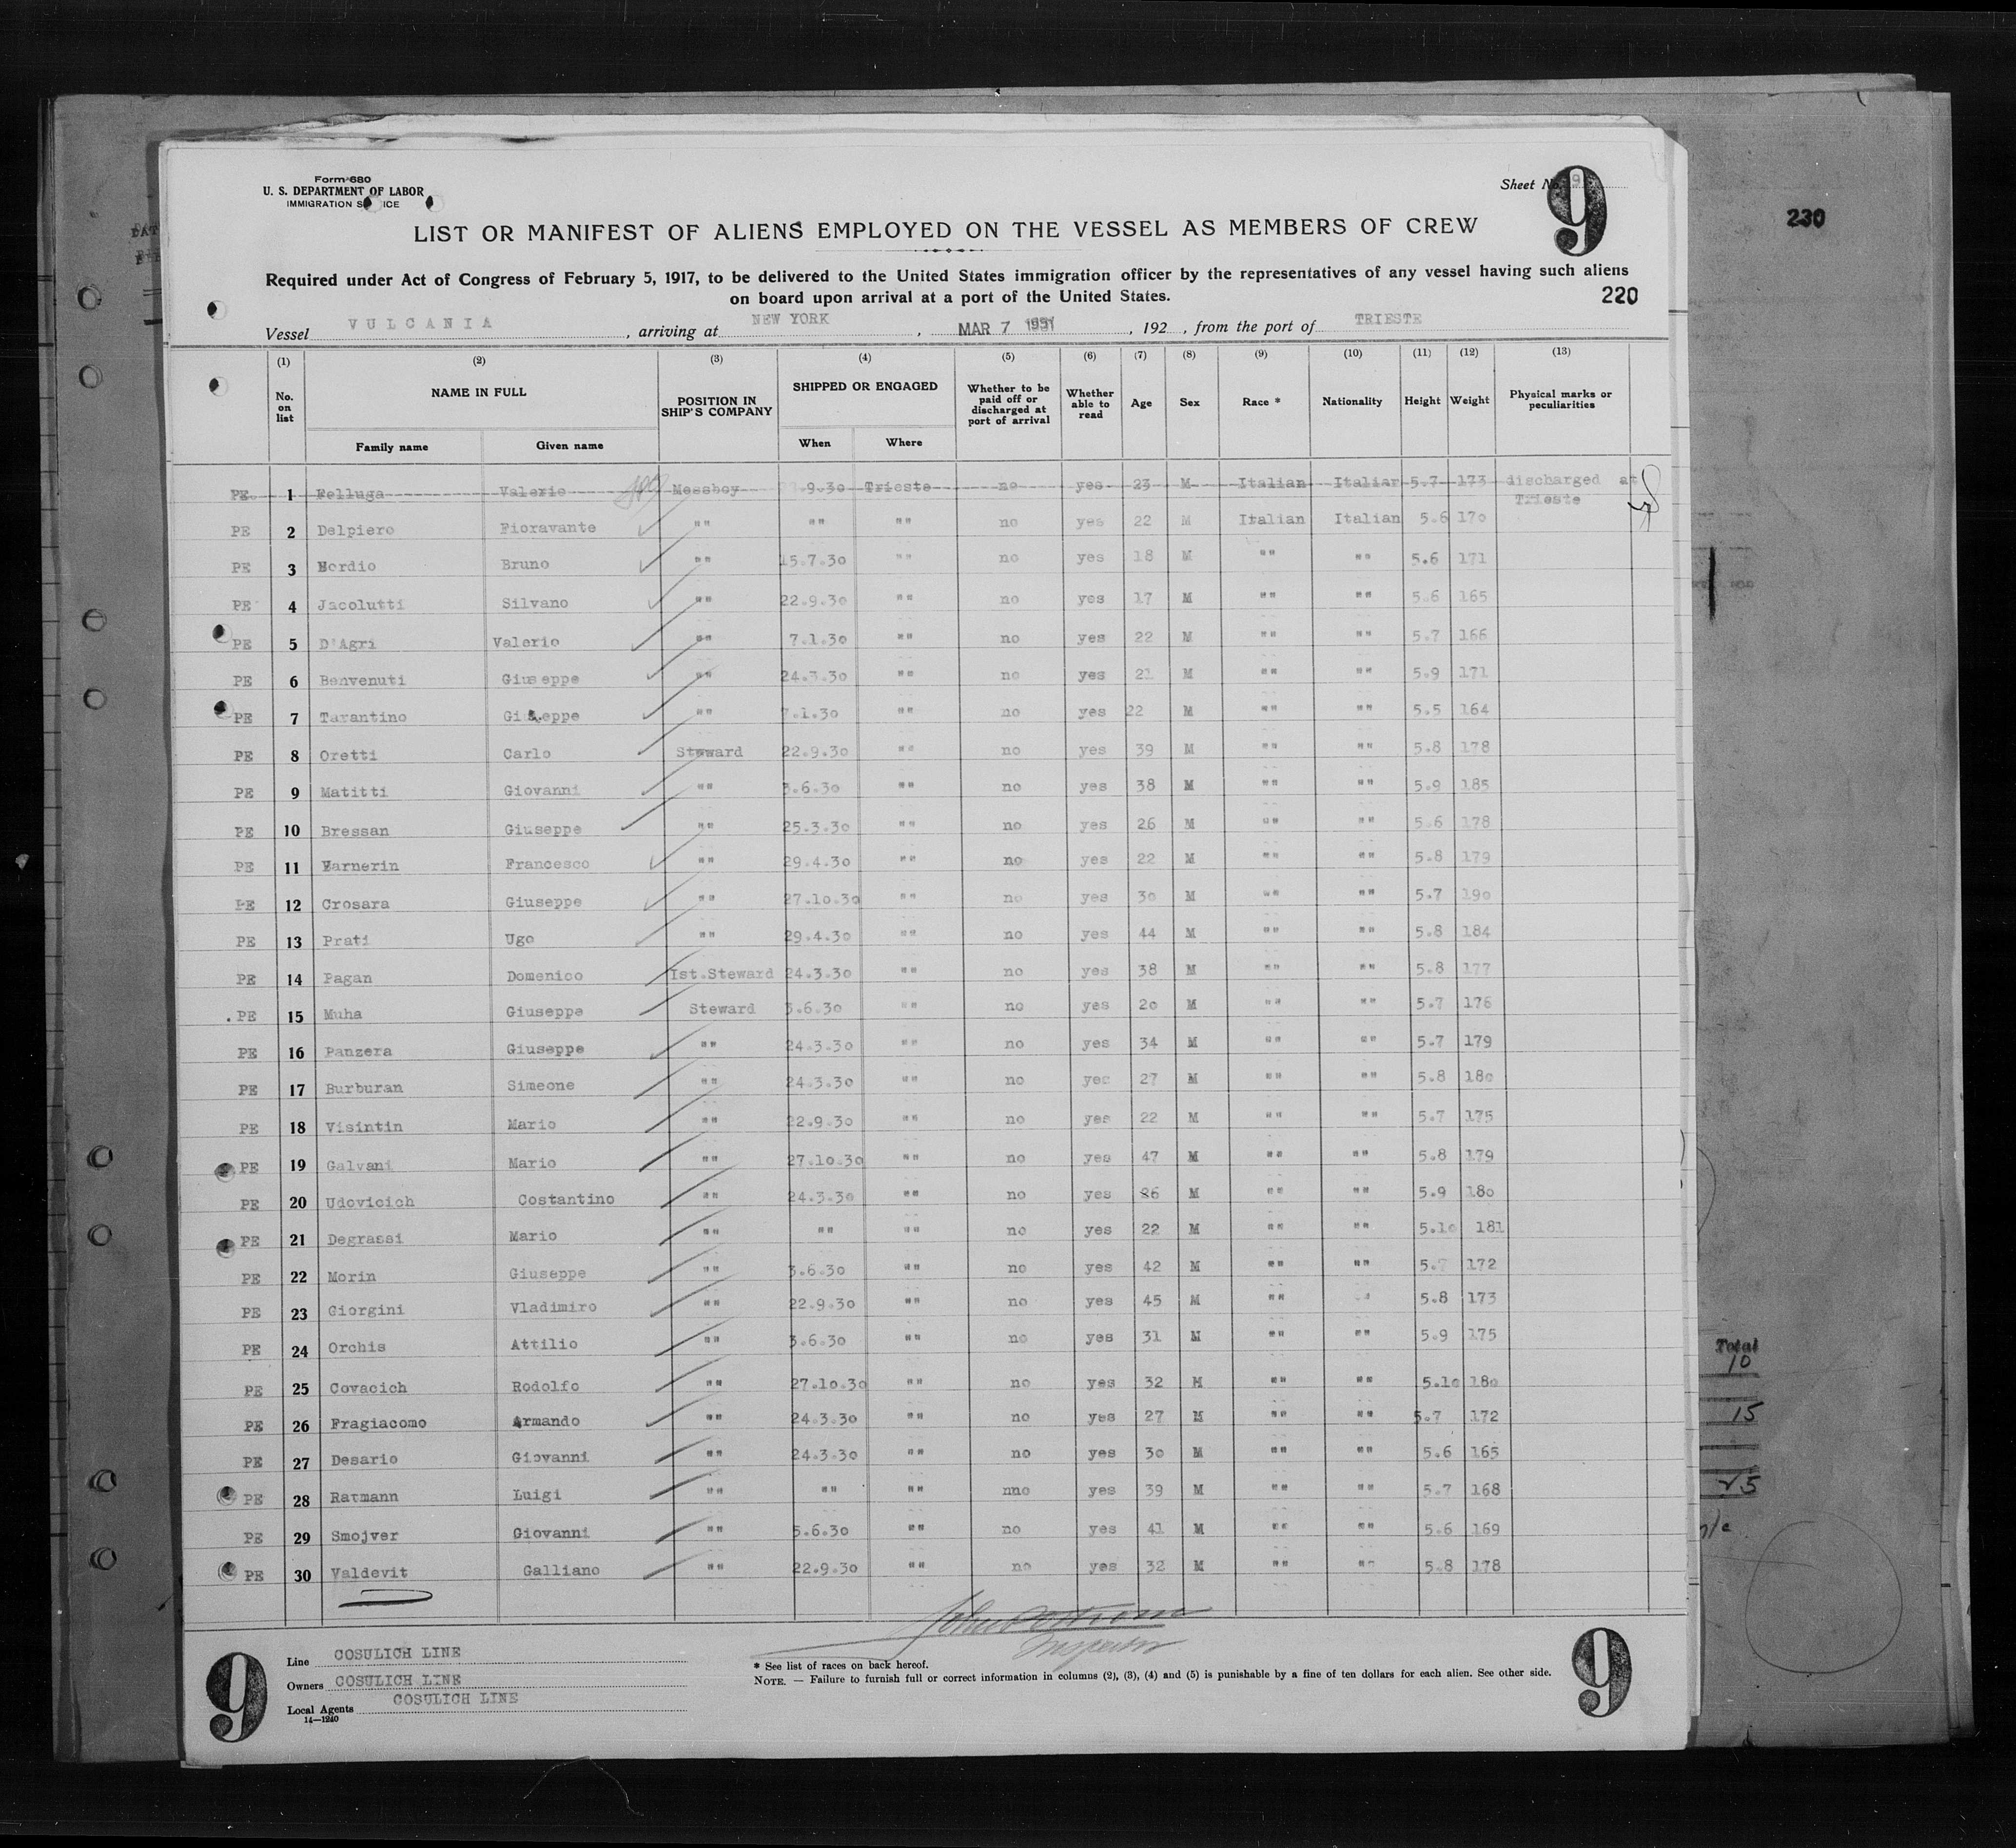 Form 680
U. S. DEPARTMENT OF LABOR
IMMIGRATION S ICE
Sheet No. 9
9
230
LIST OR MANIFEST OF ALIENS EMPLOYED ON THE VESSEL AS MEMBERS OF CREW
Required under Act of Congress of February 5, 1917, to be delivered to the United States immigration officer by the representatives of any vessel having such aliens
on board upon arrival at a port of the United States.
220
Vessel VULCANIA , arriving at NEW YORK , MAR 7 1931 , 192 , from the port of TRIESTE
(1) (2) (3) (4) (5) (6) (7) (8) (9) (10) (11) (12) (13)
No. on list NAME IN FULL Family name Given name POSITION IN SHIP'S COMPANY SHIPPED OR ENGAGED When Where Whether to be paid off or discharged at port of arrival Whether able to read Age Sex Race * Nationality Height Weight Physical marks or peculiarities
PE 1 Felluga Valerio Messboy 9.30 Trieste no yes 23 M Italian Italian 5.7 173 discharged at Trieste
PE 2 Delpiero Fioravante "" "" "" no yes 22 M Italian Italian 5.6 170
PE 3 Nordio Bruno "" 15.7.30 "" no yes 18 M "" "" 5.6 171
PE 4 Jacolutti Silvano "" 22.9.30 "" no yes 17 M "" "" 5.6 165
PE 5 D'Agri Valerio "" 7.1.30 "" no yes 22 M "" "" 5.7 166
PE 6 Benvenuti Giuseppe "" 24.3.30 "" no yes 21 M "" "" 5.9 171
PE 7 Tarantino Giuseppe "" 7.1.30 "" no yes 22 M "" "" 5.5 164
PE 8 Oretti Carlo Steward 22.9.30 "" no yes 39 M "" "" 5.8 178
PE 9 Matitti Giovanni "" 3.6.30 "" no yes 38 M "" "" 5.9 185
PE 10 Bressan Giuseppe "" 25.3.30 "" no yes 26 M "" "" 5.6 178
PE 11 Varnerin Francesco "" 29.4.30 "" no yes 22 M "" "" 5.8 179
PE 12 Crosara Giuseppe "" 27.10.30 "" no yes 30 M "" "" 5.7 190
PE 13 Prati Ugo "" 29.4.30 "" no yes 44 M "" "" 5.8 184
PE 14 Pagan Domenico Ist.Steward 24.3.30 "" no yes 38 M "" "" 5.8 177
.PE 15 Muha Giuseppe Steward 3.6.30 "" no yes 20 M "" "" 5.7 176
PE 16 Panzera Giuseppe "" 24.3.30 "" no yes 34 M "" "" 5.7 179
PE 17 Burburan Simeone "" 24.3.30 "" no yes 27 M "" "" 5.8 180
PE 18 Visintin Mario "" 22.9.30 "" no yes 22 M "" "" 5.7 175
PE 19 Galvani Mario "" 27.10.30 "" no yes 47 M "" "" 5.8 179
PE 20 Udovicich Costantino "" 24.3.30 "" no yes 26 M "" "" 5.9 180
PE 21 Degrassi Mario "" "" "" no yes 22 M "" "" 5.10 181
PE 22 Morin Giuseppe "" 3.6.30 "" no yes 42 M "" "" 5.7 172
PE 23 Giorgini Vladimiro "" 22.9.30 "" no yes 45 M "" "" 5.8 173
PE 24 Orchis Attilio "" 3.6.30 "" no yes 31 M "" "" 5.9 175
PE 25 Covacich Rodolfo "" 27.10.30 "" no yes 32 M "" "" 5.10 180
PE 26 Fragiacomo Armando "" 24.3.30 "" no yes 27 M "" "" 5.7 172
PE 27 Desario Giovanni "" 24.3.30 "" no yes 30 M "" "" 5.6 165
PE 28 Ratmann Luigi "" "" "" nno yes 39 M "" "" 5.7 168
PE 29 Smojver Giovanni "" 5.6.30 "" no yes 41 M "" "" 5.6 169
PE 30 Valdevit Galliano "" 22.9.30 "" no yes 32 M "" "" 5.8 178
Total
10
15
25
Inspector
Line COSULICH LINE
Owners COSULICH LINE
Local Agents COSULICH LINE
14—1240
* See list of races on back hereof.
NOTE. — Failure to furnish full or correct information in columns (2), (3), (4) and (5) is punishable by a fine of ten dollars for each alien. See other side.
9
9